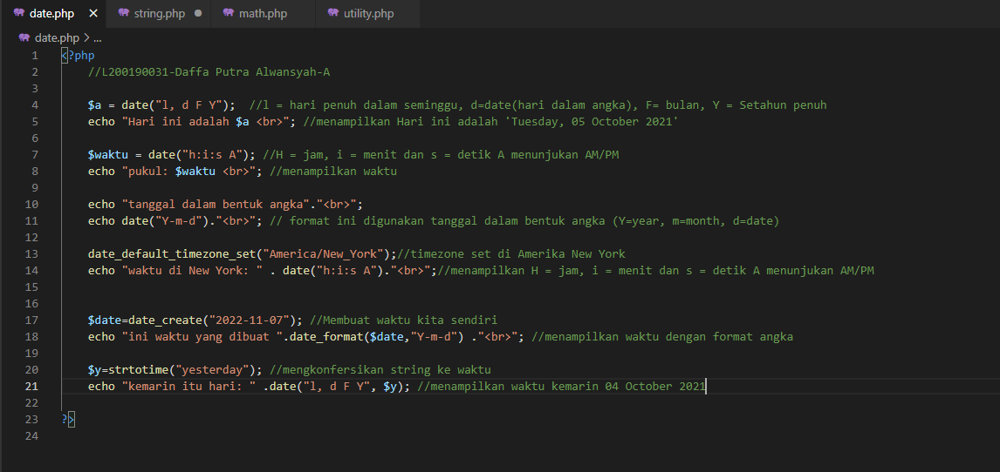 date.php
string.php
math.php
utility.php
date.php > ...
1 <?php
2 //L200190031-Daffa Putra Alwansyah-A
3
4 $a = date("l, d F Y");  //l = hari penuh dalam seminggu, d=date(hari dalam angka), F= bulan, Y = Setahun penuh
5 echo "Hari ini adalah $a <br>"; //menampilkan Hari ini adalah 'Tuesday, 05 October 2021'
6
7 $waktu = date("h:i:s A"); //H = jam, i = menit dan s = detik A menunjukan AM/PM
8 echo "pukul: $waktu <br>"; //menampilkan waktu
9
10 echo "tanggal dalam bentuk angka"."<br>";
11 echo date("Y-m-d")."<br>"; // format ini digunakan tanggal dalam bentuk angka (Y=year, m=month, d=date)
12
13 date_default_timezone_set("America/New_York");//timezone set di Amerika New York
14 echo "waktu di New York: " . date("h:i:s A")."<br>";//menampilkan H = jam, i = menit dan s = detik A menunjukan AM/PM
15
16
17 $date=date_create("2022-11-07"); //Membuat waktu kita sendiri
18 echo "ini waktu yang dibuat ".date_format($date,"Y-m-d") ."<br>"; //menampilkan waktu dengan format angka
19
20 $y=strtotime("yesterday"); //mengkonfersikan string ke waktu
21 echo "kemarin itu hari: " .date("l, d F Y", $y); //menampilkan waktu kemarin 04 October 2021
22
23 ?>
24